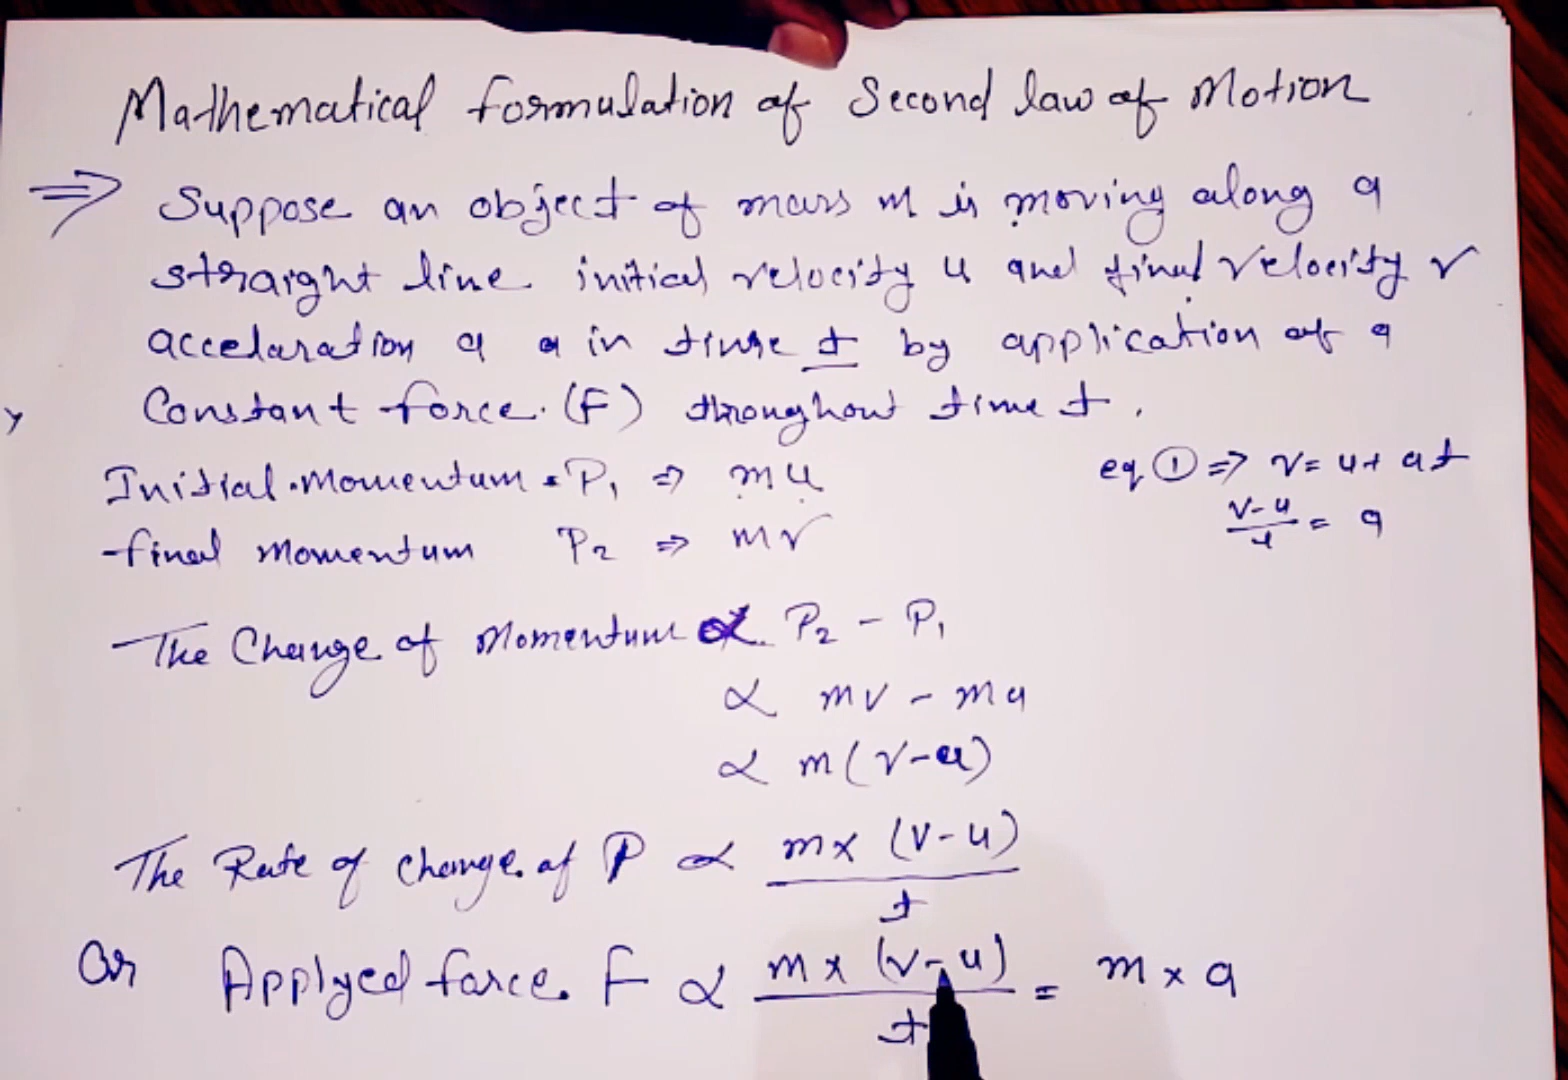 Mathematical formulation of Second law of Motion
⇒ Suppose an object of mass m is moving along a
straight line initial velocity u and final velocity v
accelaration a a in time t by application of a
Constant force. (F) throughout time t.
Initial Momentum = P₁ ⇒ mu
eq ① ⇒ v = u + at
final momentum P₂ ⇒ mv
(v-u)/t = a
The Change of Momentum ∝ P₂ - P₁
∝ mv - mu
∝ m(v-u)
The Rate of change of P ∝ m x (v-u) / t
Or Applyed force F ∝ m x (v-u) / t = m x a